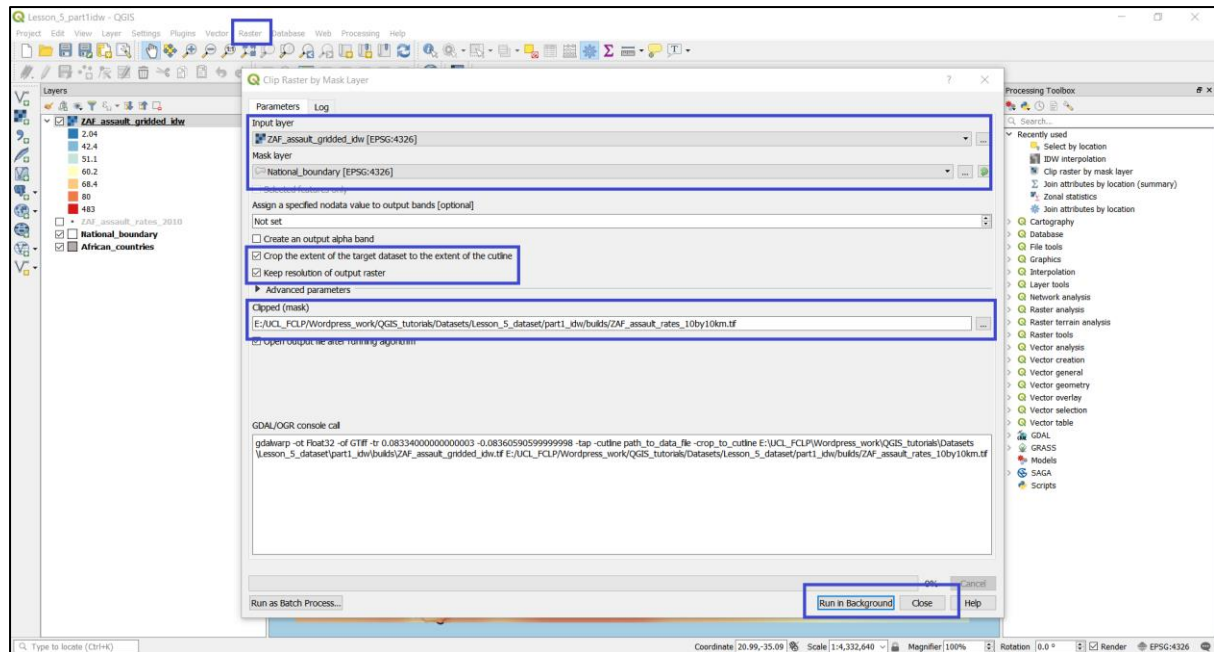 Lesson_5_part1idw - QGIS
Project Edit View Layer Settings Plugins Vector Raster Database Web Processing Help
Layers
ZAF_assault_gridded_idw
2.04
42.4
51.1
60.2
68.4
80
483
ZAF_assault_rates_2010
National_boundary
African_countries
Clip Raster by Mask Layer
Parameters Log
Input layer
ZAF_assault_gridded_idw [EPSG:4326]
Mask layer
National_boundary [EPSG:4326]
Selected features only
Assign a specified nodata value to output bands [optional]
Not set
Create an output alpha band
Crop the extent of the target dataset to the extent of the cutline
Keep resolution of output raster
Advanced parameters
Clipped (mask)
E:/UCL_FCLP/Wordpress_work/QGIS_tutorials/Datasets/Lesson_5_dataset/part1_idw/builds/ZAF_assault_rates_10by10km.tif
Open output file after running algorithm
GDAL/OGR console call
gdalwarp -ot Float32 -of GTiff -tr 0.08334000000000003 -0.08360590599999998 -tap -cutline path_to_data_file -crop_to_cutline E:\UCL_FCLP\Wordpress_work\QGIS_tutorials\Datasets
\Lesson_5_dataset\part1_idw\builds\ZAF_assault_gridded_idw.tif E:/UCL_FCLP/Wordpress_work/QGIS_tutorials/Datasets/Lesson_5_dataset/part1_idw/builds/ZAF_assault_rates_10by10km.tif
0% Cancel
Run as Batch Process... Run in Background Close Help
Processing Toolbox
Search...
Recently used
Select by location
IDW interpolation
Clip raster by mask layer
Join attributes by location (summary)
Zonal statistics
Join attributes by location
Cartography
Database
File tools
Graphics
Interpolation
Layer tools
Network analysis
Raster analysis
Raster terrain analysis
Raster tools
Vector analysis
Vector creation
Vector general
Vector geometry
Vector overlay
Vector selection
Vector table
GDAL
GRASS
Models
SAGA
Scripts
Type to locate (Ctrl+K) Coordinate 20.99,-35.09 Scale 1:4,332,640 Magnifier 100% Rotation 0.0 ° Render EPSG:4326